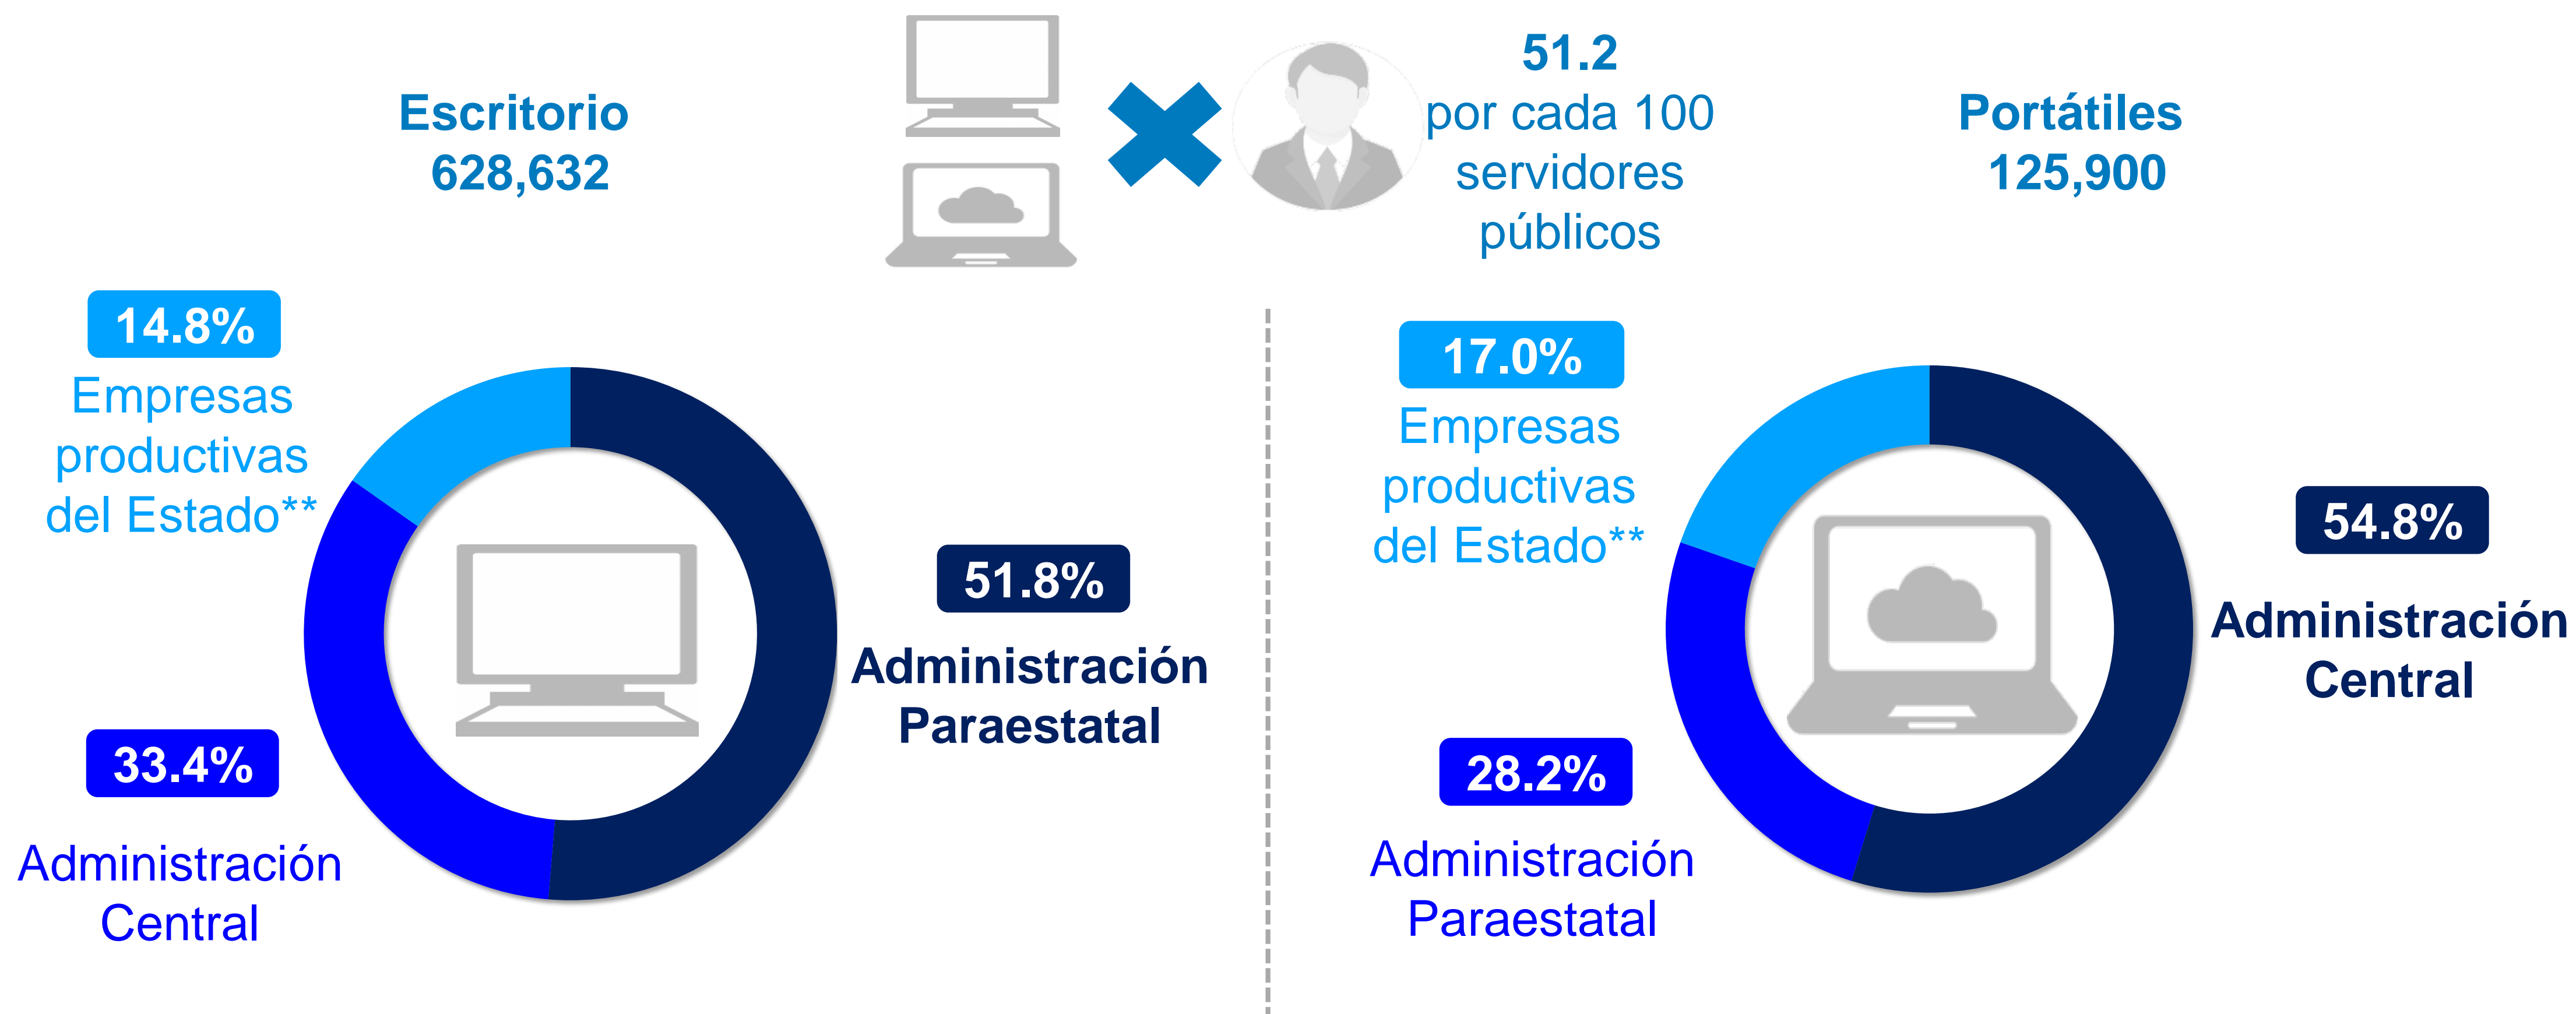 Escritorio
628,632
51.2
por cada 100
servidores
públicos
Portátiles
125,900
14.8%
Empresas
productivas
del Estado**
51.8%
Administración
Paraestatal
33.4%
Administración
Central
17.0%
Empresas
productivas
del Estado**
54.8%
Administración
Central
28.2%
Administración
Paraestatal